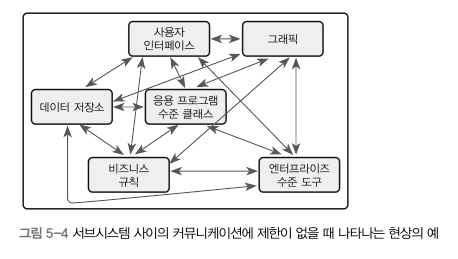 사용자
인터페이스
그래픽
데이터 저장소
응용 프로그램
수준 클래스
비즈니스
규칙
엔터프라이즈
수준 도구
그림 5-4 서브시스템 사이의 커뮤니케이션에 제한이 없을 때 나타나는 현상의 예